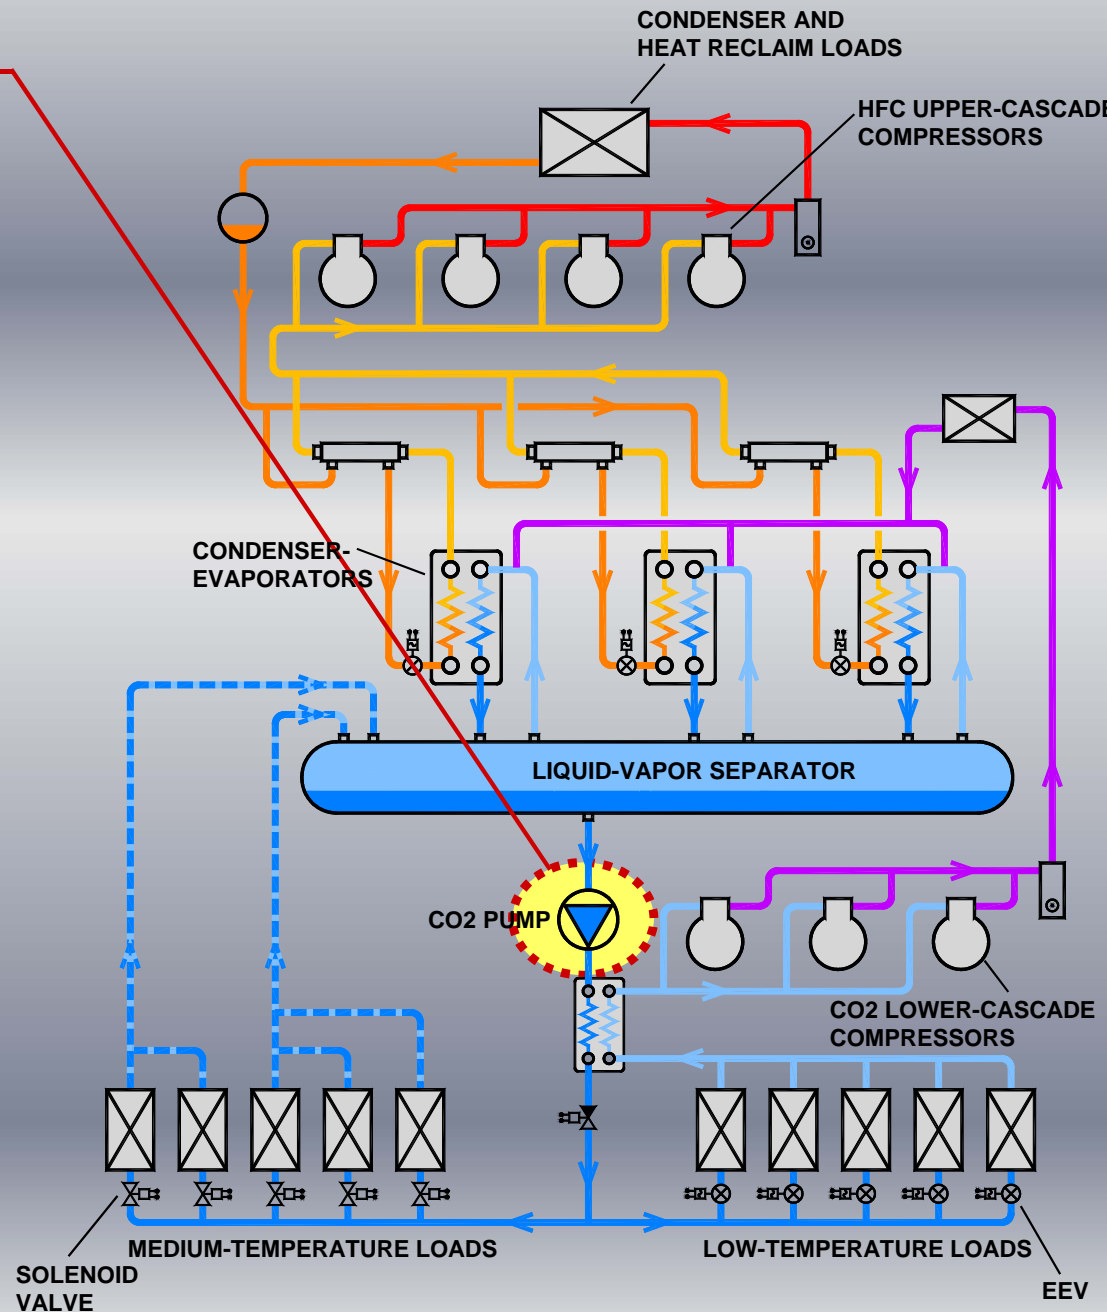 CONDENSER AND
HEAT RECLAIM LOADS
HFC UPPER-CASCADE
COMPRESSORS
CONDENSER-
EVAPORATORS
LIQUID-VAPOR SEPARATOR
CO2 PUMP
CO2 LOWER-CASCADE
COMPRESSORS
MEDIUM-TEMPERATURE LOADS
LOW-TEMPERATURE LOADS
SOLENOID
VALVE
EEV